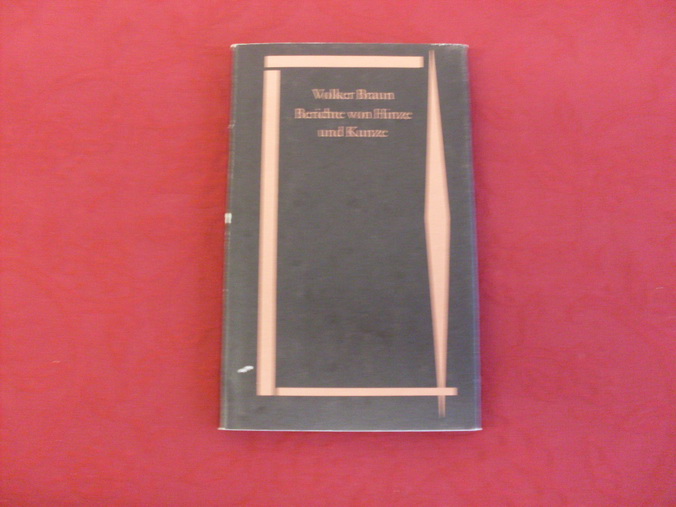 Volker Braun
Berichte von Hinze
und Kunze